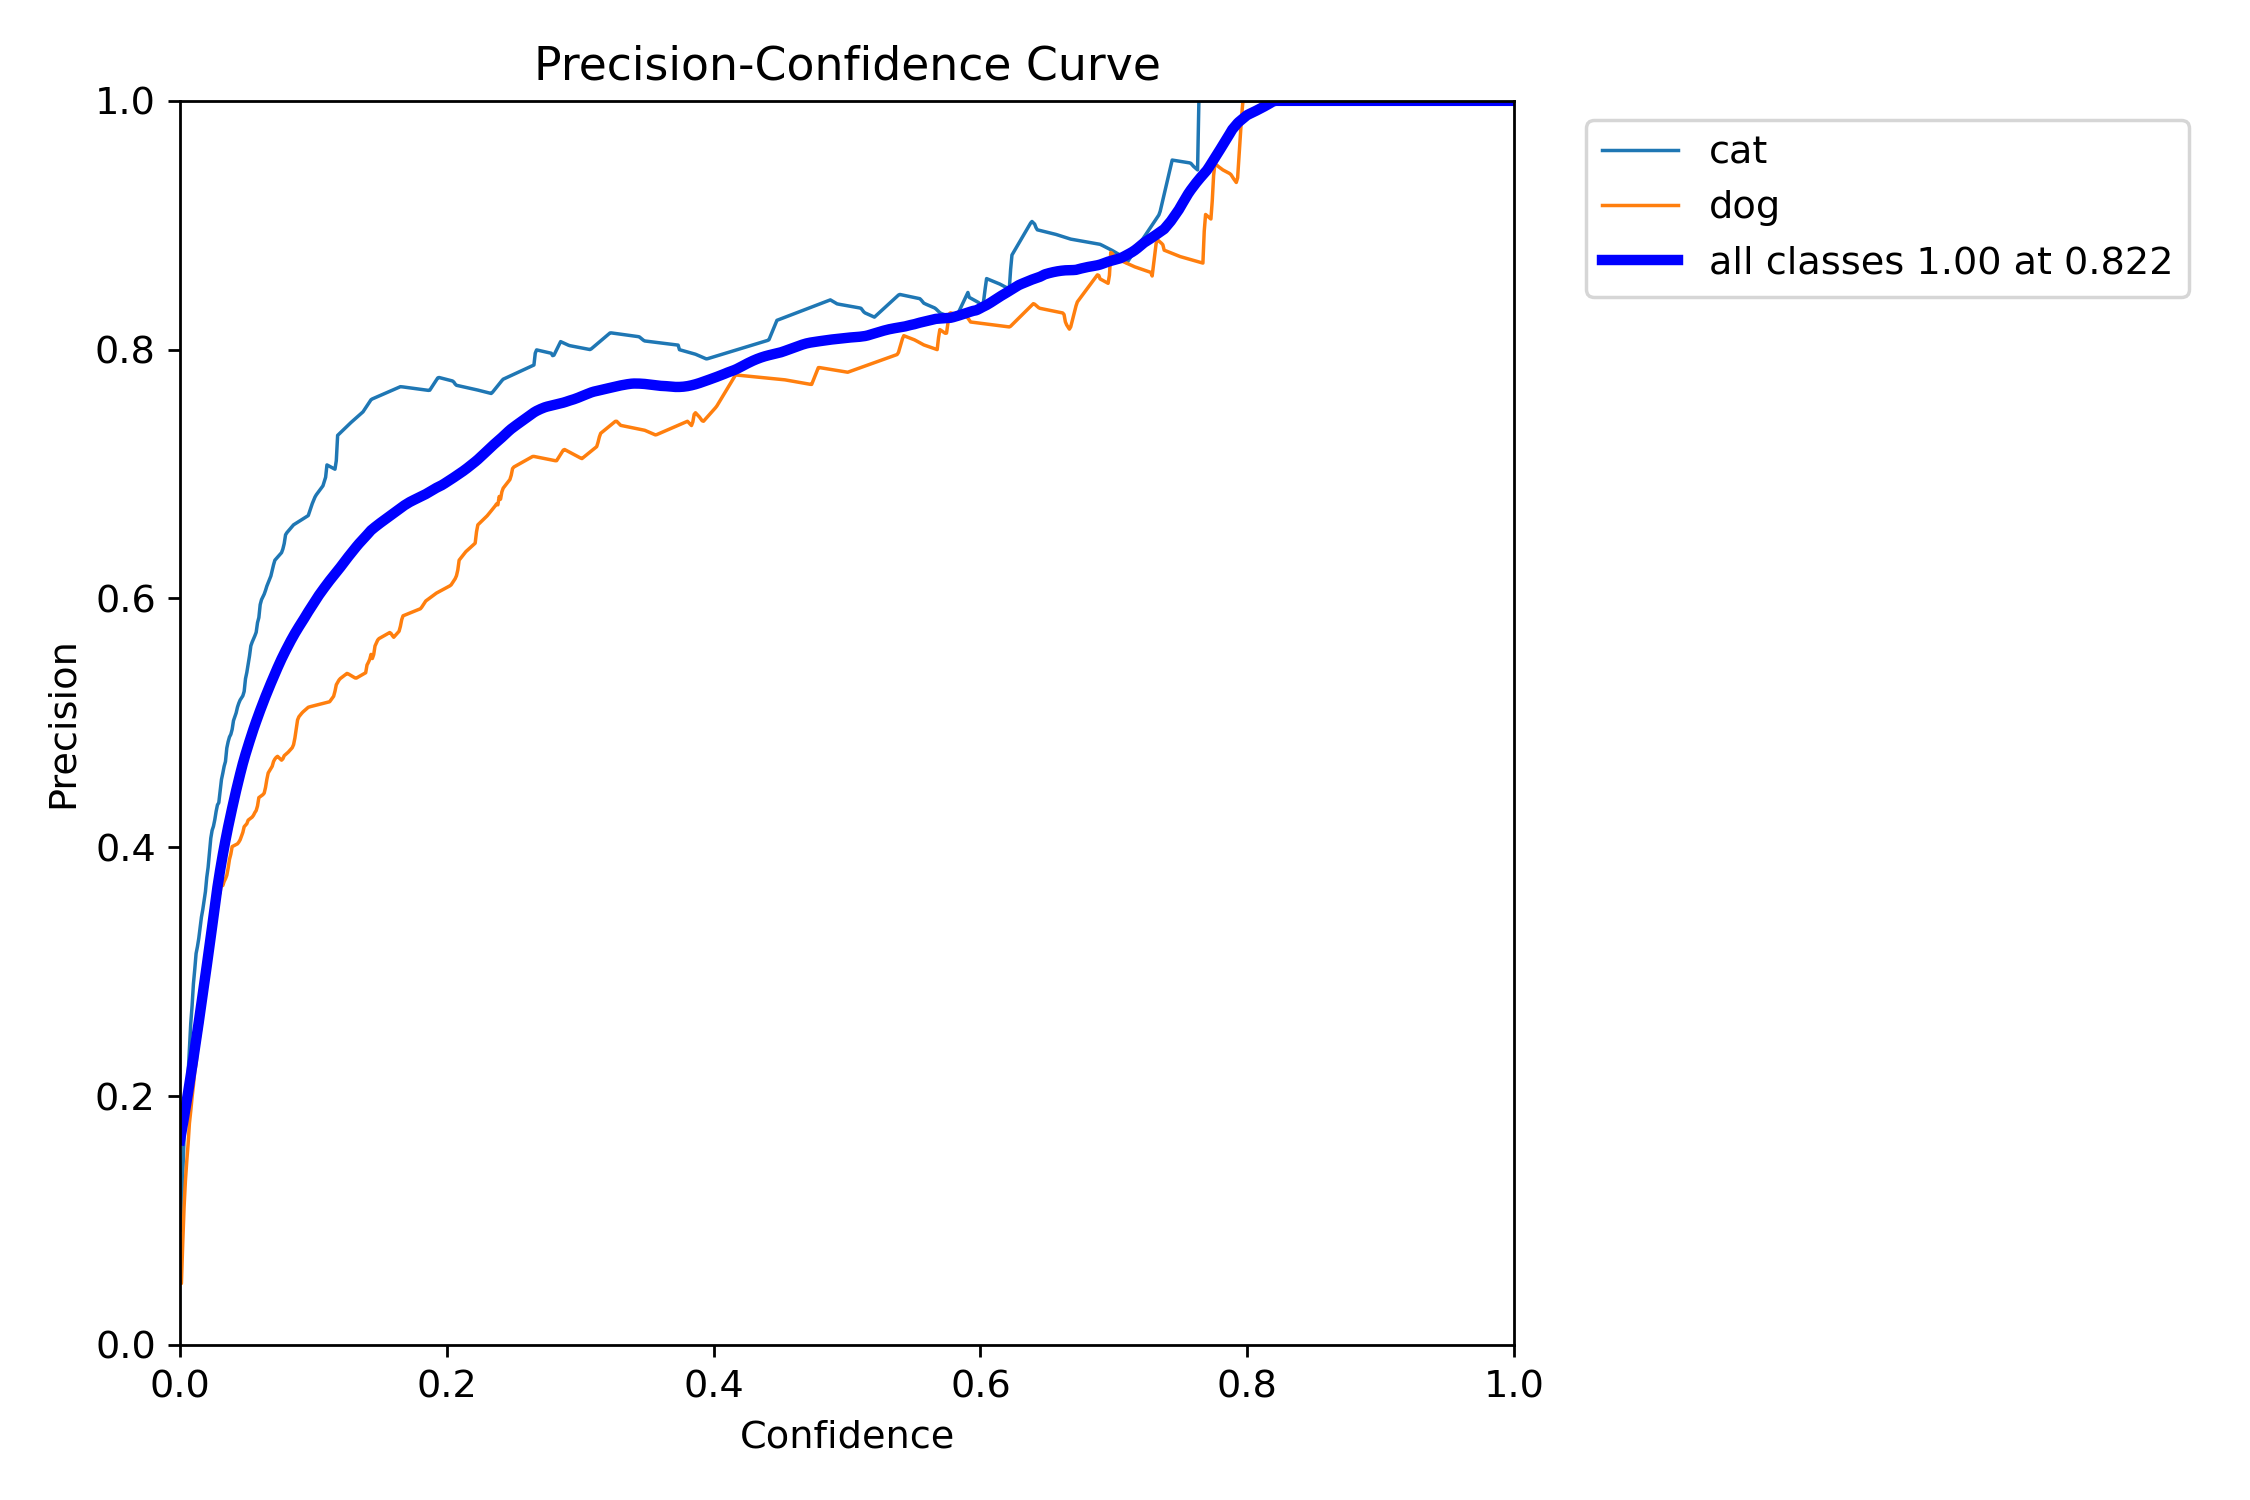 Precision-Confidence Curve
1.0
0.8
0.6
0.4
0.2
0.0
Precision
0.0 0.2 0.4 0.6 0.8 1.0
Confidence
cat
dog
all classes 1.00 at 0.822